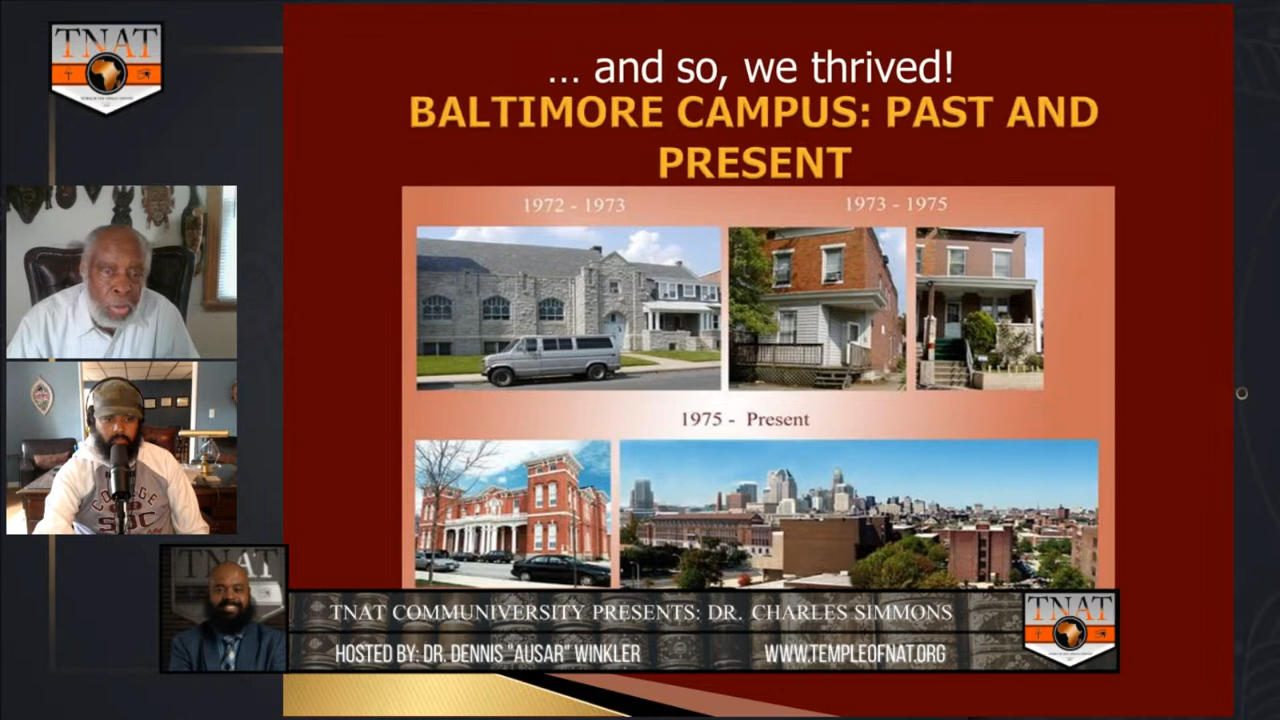 TNAT
... and so, we thrived!
BALTIMORE CAMPUS: PAST AND
PRESENT
1972 - 1973
1973 - 1975
1975 - Present
COLLEGE
TNAT
TNAT COMMUNIVERSITY PRESENTS: DR. CHARLES SIMMONS
HOSTED BY: DR. DENNIS "AUSAR" WINKLER
WWW.TEMPLEOFNAT.ORG
TNAT